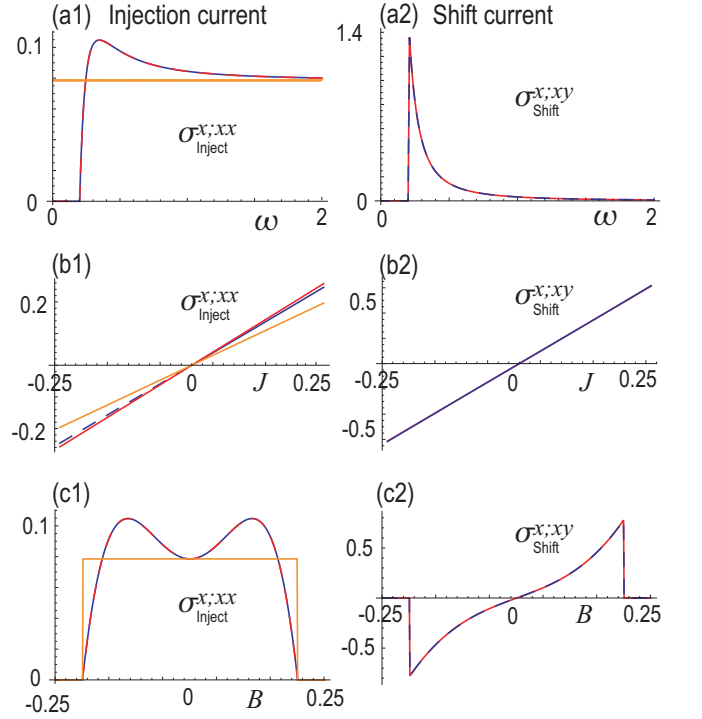 (a1) Injection current
0.1
σ^{x;xx}_{Inject}
0
0
ω
2
(a2) Shift current
1.4
σ^{x;xy}_{Shift}
0
0
ω
2
(b1)
0.2
σ^{x;xx}_{Inject}
-0.25
0
J
0.25
-0.2
(b2)
0.5
σ^{x;xy}_{Shift}
-0.25
0
J
0.25
-0.5
(c1)
0.1
σ^{x;xx}_{Inject}
0
-0.25
0
B
0.25
(c2)
0.5
σ^{x;xy}_{Shift}
-0.25
0
B
0.25
-0.5